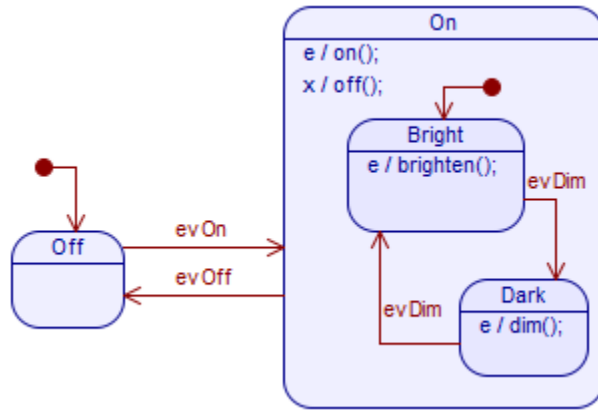 On
e / on();
x / off();
Bright
e / brighten();
evDim
Off
evOn
evOff
evDim
Dark
e / dim();